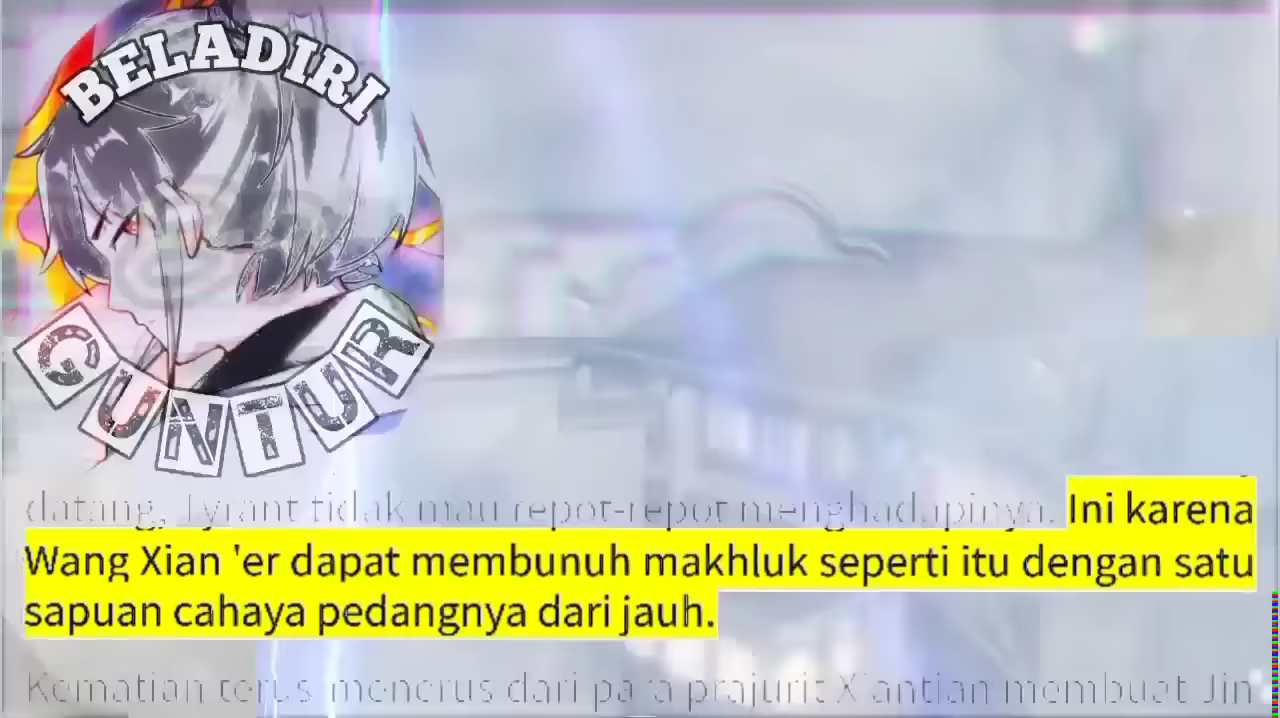 BELADIRI
GUNTUR
datang, Tyrant tidak mau repot-repot menghadapinya. Ini karena
Wang Xian 'er dapat membunuh makhluk seperti itu dengan satu
sapuan cahaya pedangnya dari jauh.
Kematian terus menerus dari para prajurit Xiantian membuat Jin